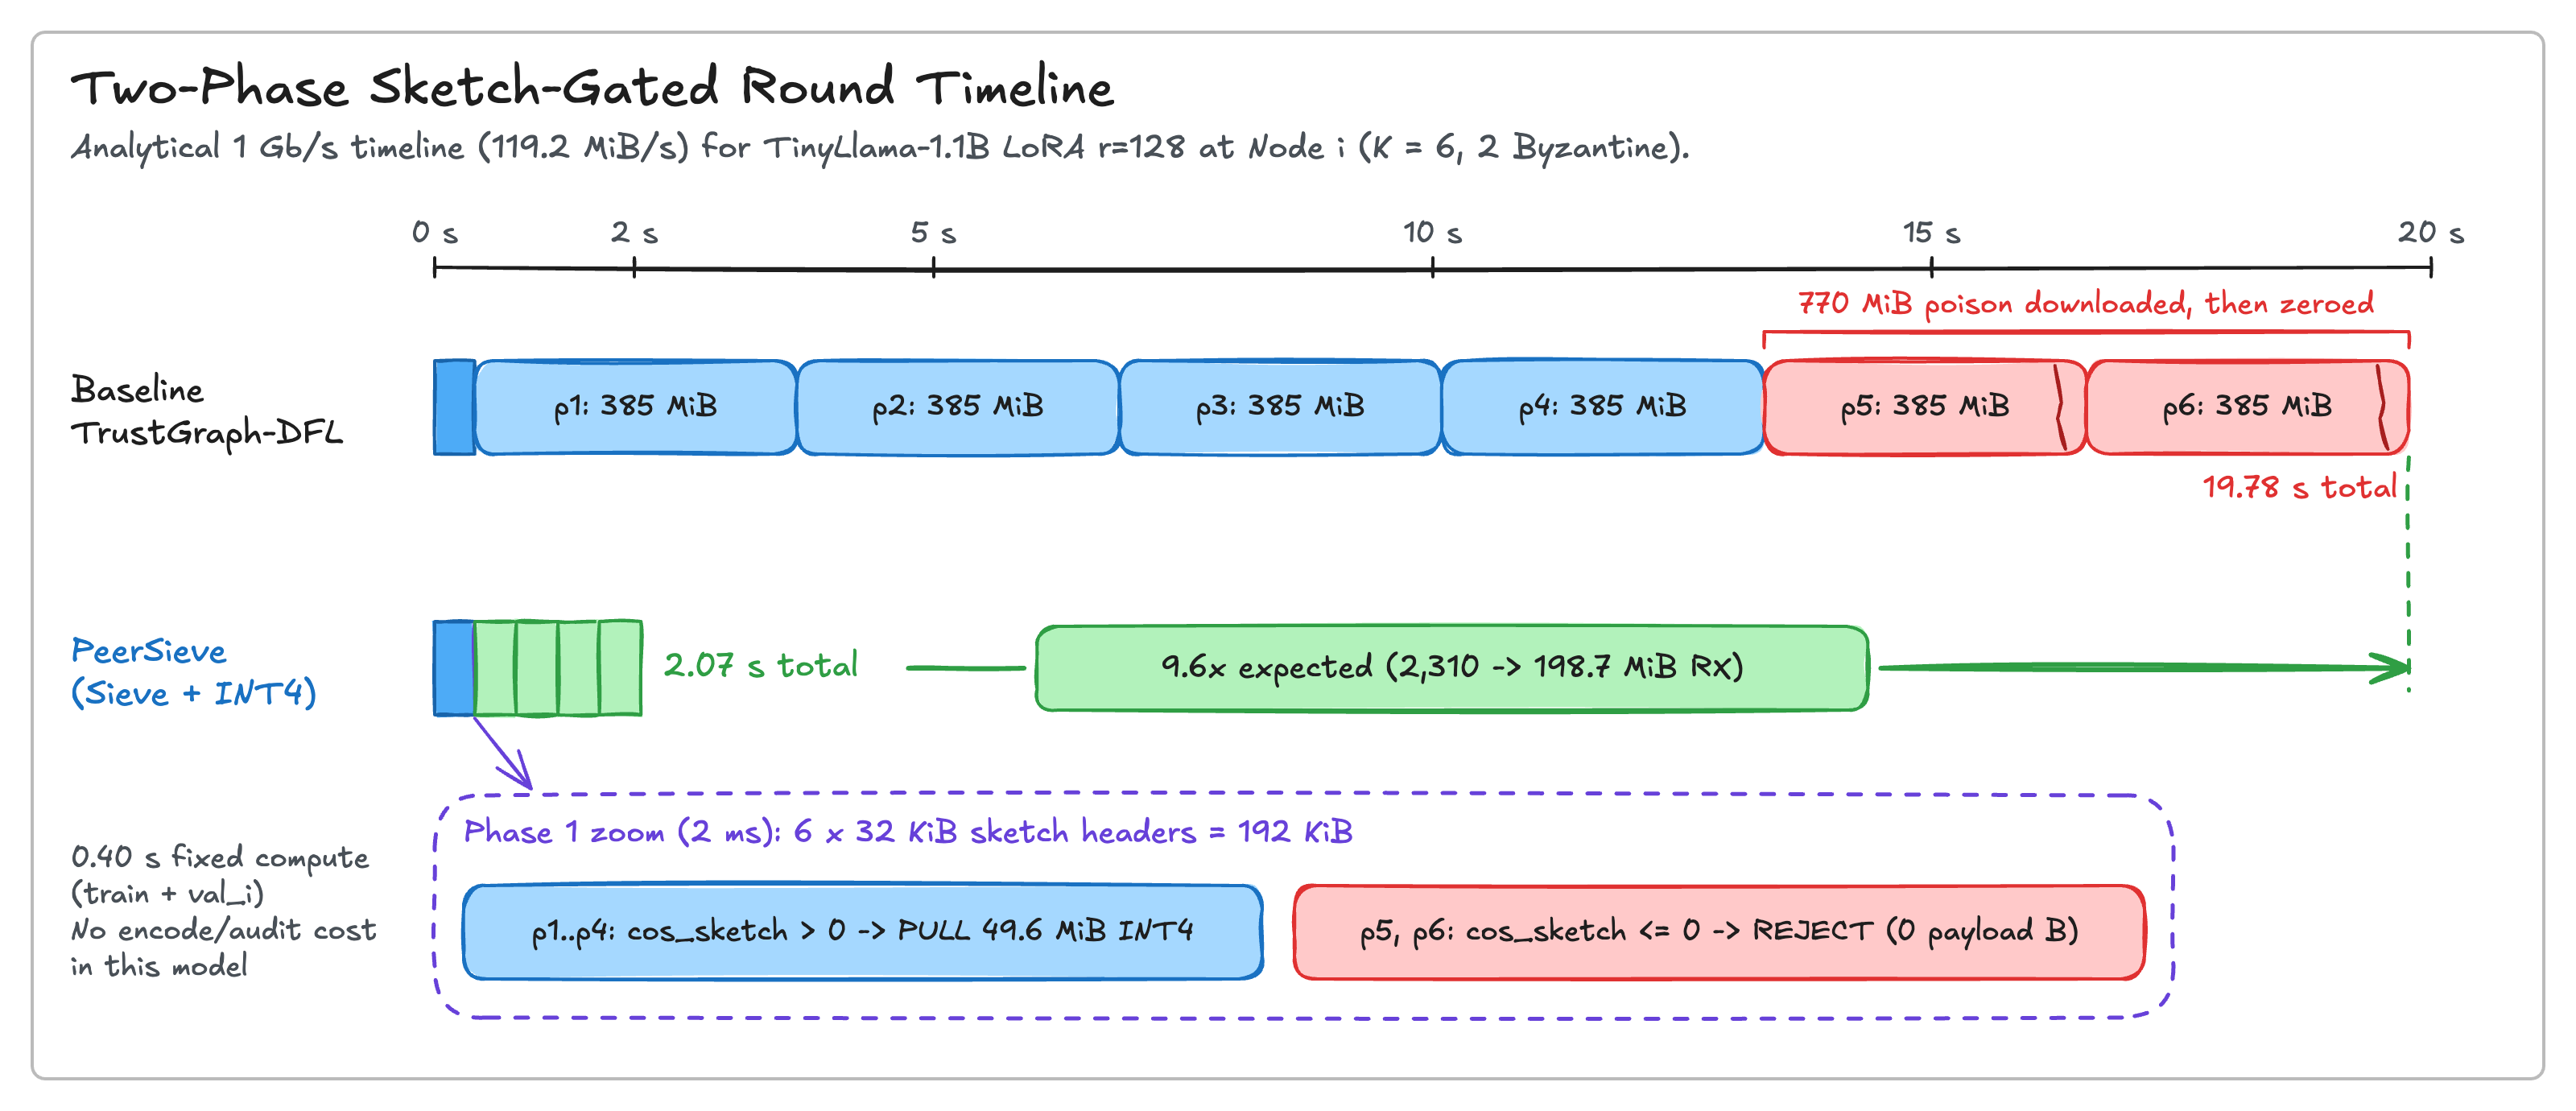 Two-Phase Sketch-Gated Round Timeline
Analytical 1 Gb/s timeline (119.2 MiB/s) for TinyLlama-1.1B LoRA r=128 at Node i (K = 6, 2 Byzantine).
0 s 2 s 5 s 10 s 15 s 20 s
770 MiB poison downloaded, then zeroed
Baseline
TrustGraph-DFL
p1: 385 MiB p2: 385 MiB p3: 385 MiB p4: 385 MiB p5: 385 MiB p6: 385 MiB
19.78 s total
PeerSieve
(Sieve + INT4)
2.07 s total
9.6x expected (2,310 -> 198.7 MiB RX)
Phase 1 zoom (2 ms): 6 x 32 KiB sketch headers = 192 KiB
0.40 s fixed compute
(train + val_i)
No encode/audit cost
in this model
p1..p4: cos_sketch > 0 -> PULL 49.6 MiB INT4
p5, p6: cos_sketch <= 0 -> REJECT (0 payload B)